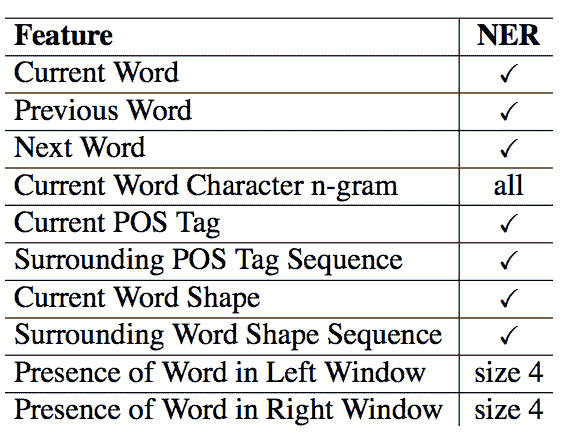 Feature NER
Current Word ✓
Previous Word ✓
Next Word ✓
Current Word Character n-gram all
Current POS Tag ✓
Surrounding POS Tag Sequence ✓
Current Word Shape ✓
Surrounding Word Shape Sequence ✓
Presence of Word in Left Window size 4
Presence of Word in Right Window size 4